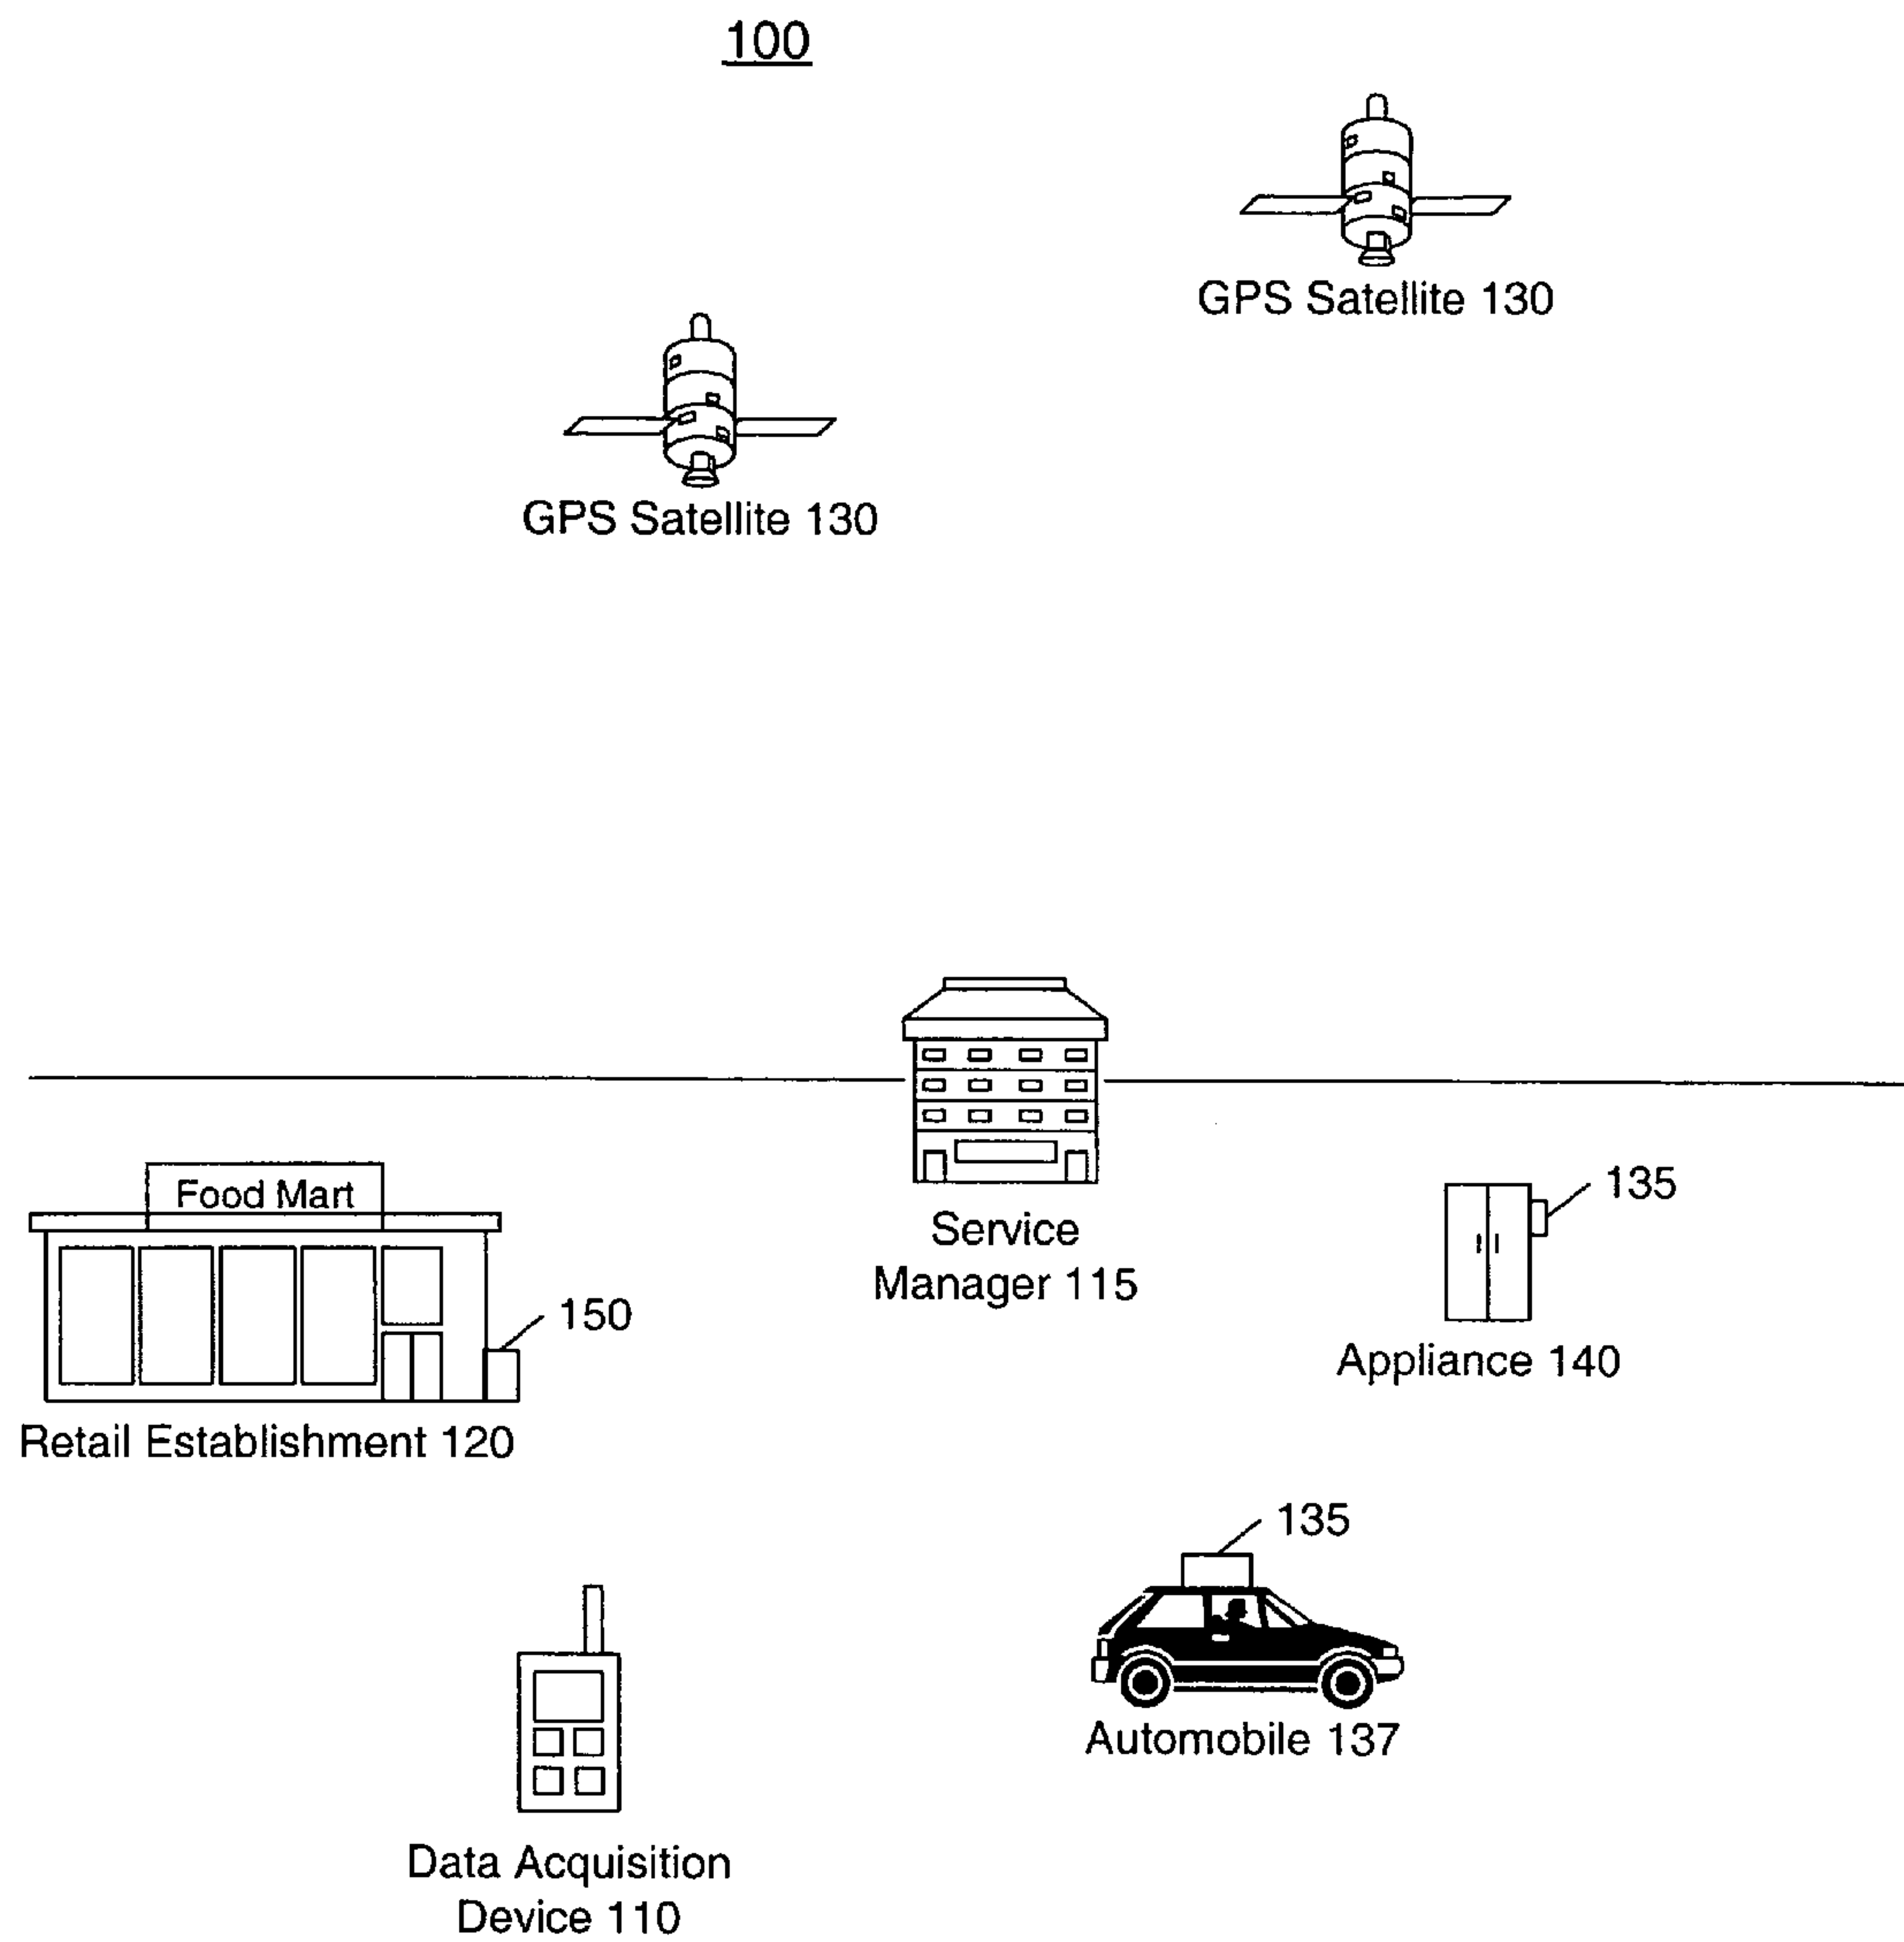 100
GPS Satellite 130
GPS Satellite 130
Food Mart
135
Service
Manager 115
150
Appliance 140
Retail Establishment 120
135
Automobile 137
Data Acquisition
Device 110